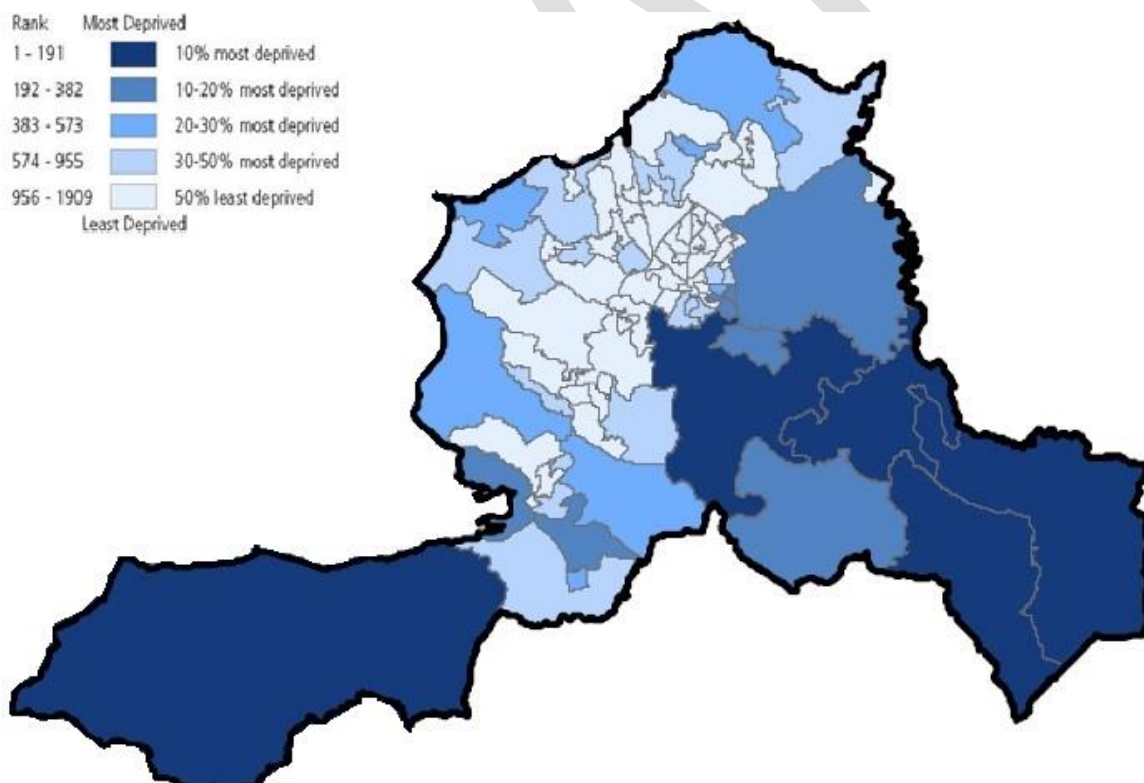 Rank Most Deprived
1 - 191 10% most deprived
192 - 382 10-20% most deprived
383 - 573 20-30% most deprived
574 - 955 30-50% most deprived
956 - 1909 50% least deprived
Least Deprived